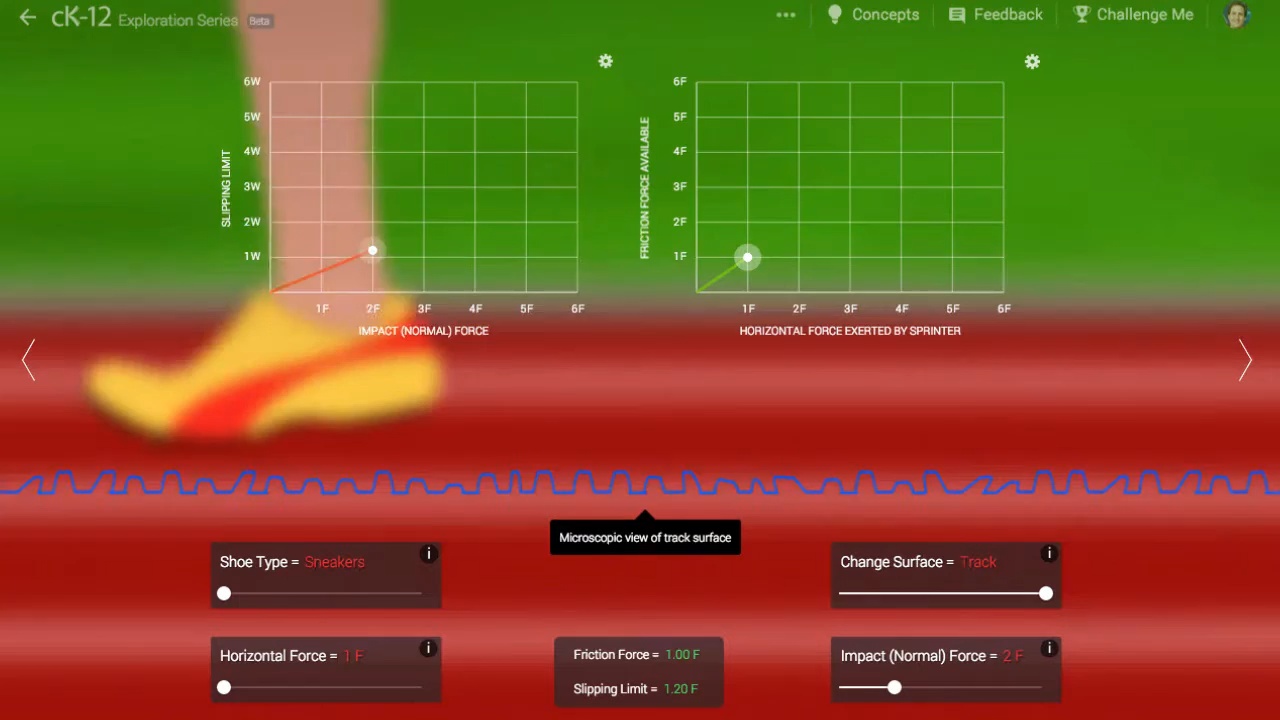 cK-12 Exploration Series Beta
Concepts
Feedback
Challenge Me
6W
5W
4W
3W
2W
1W
SLIPPING LIMIT
1F 2F 3F 4F 5F 6F
IMPACT (NORMAL) FORCE
6F
5F
4F
3F
2F
1F
FRICTION FORCE AVAILABLE
1F 2F 3F 4F 5F 6F
HORIZONTAL FORCE EXERTED BY SPRINTER
Microscopic view of track surface
Shoe Type = Sneakers
i
Change Surface = Track
i
Horizontal Force = 1 F
i
Friction Force = 1.00 F
Slipping Limit = 1.20 F
Impact (Normal) Force = 2 F
i